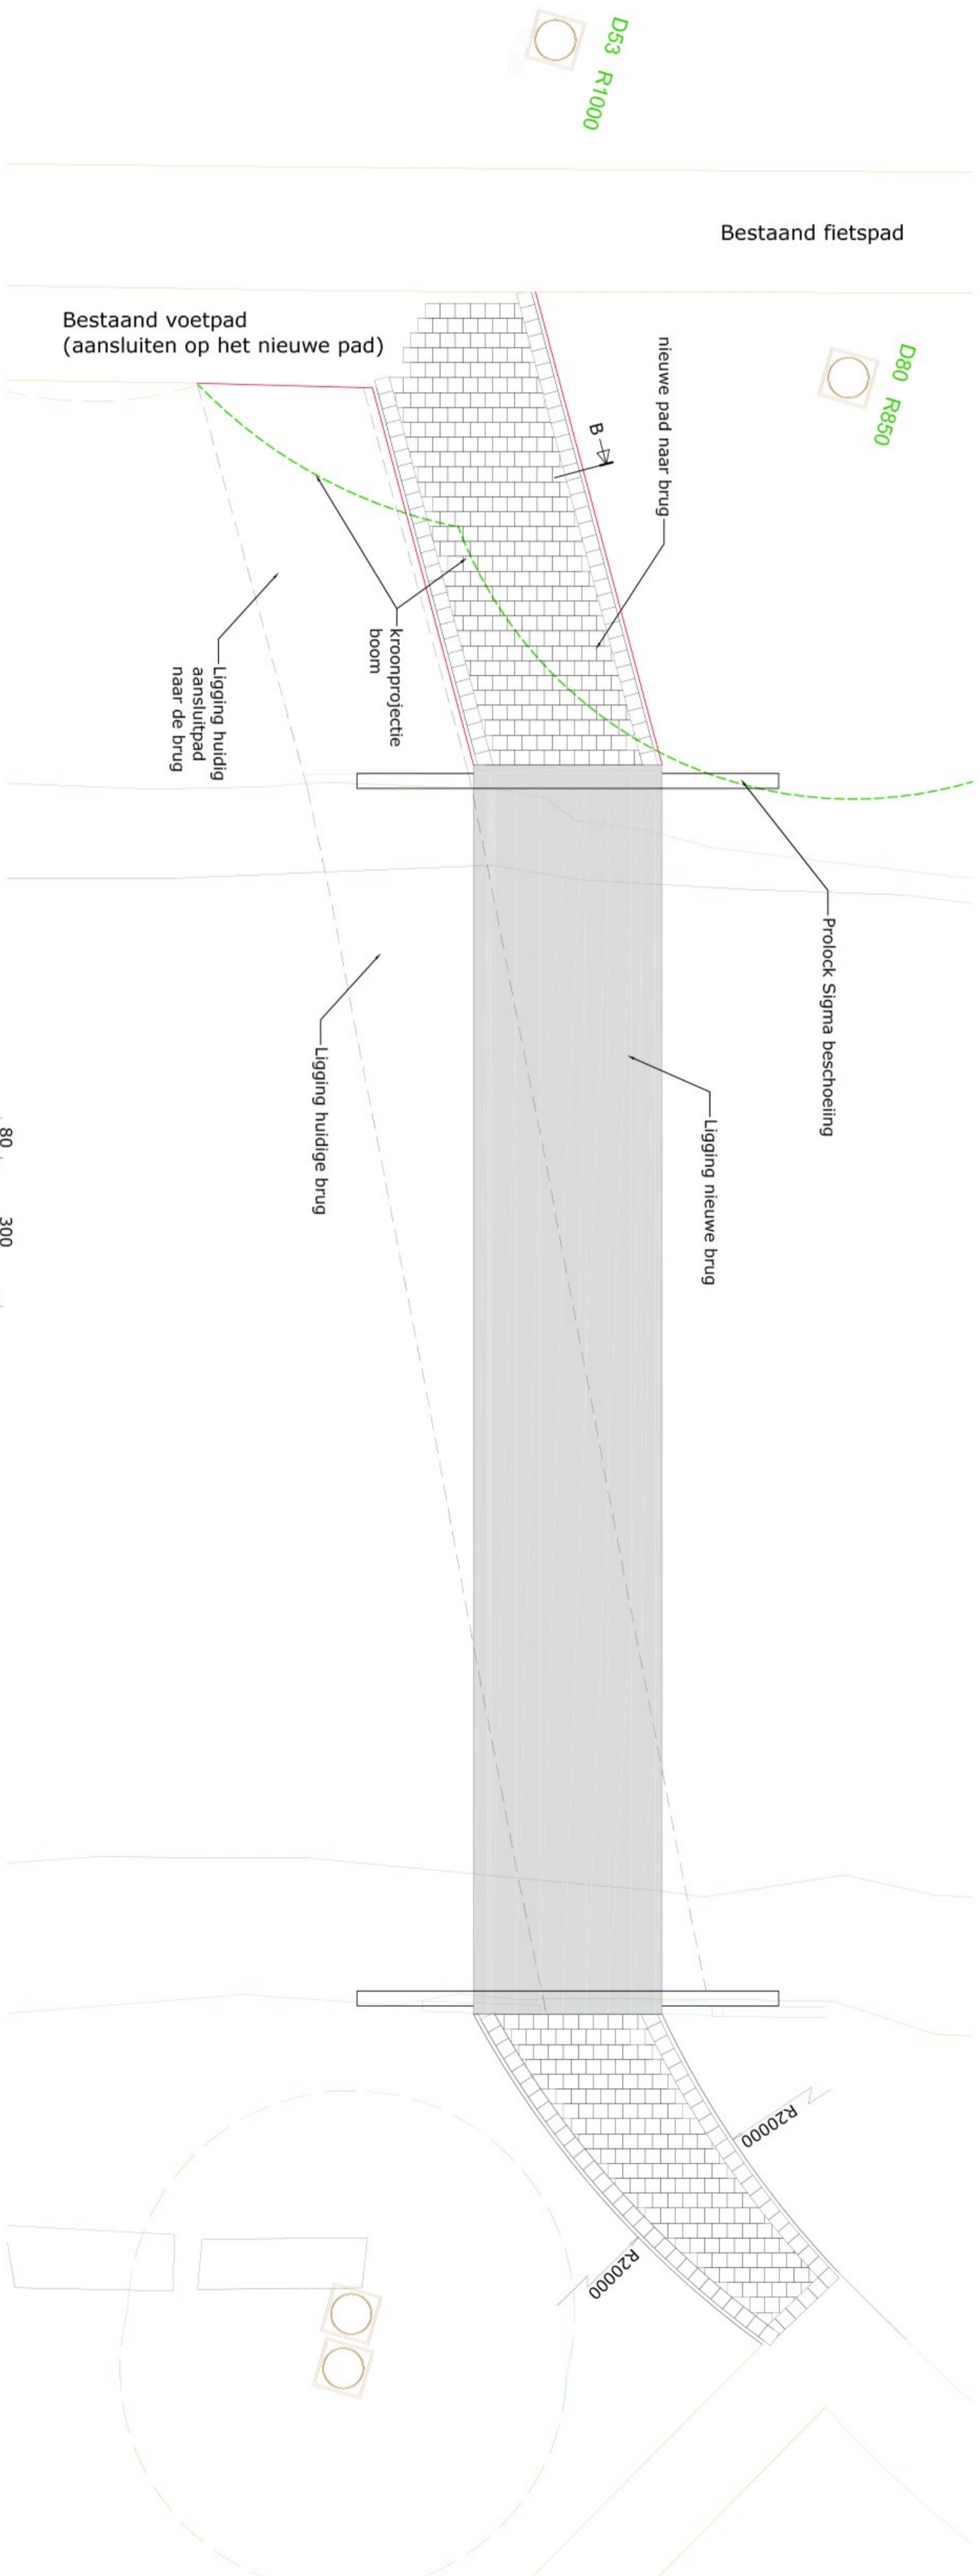 D53 R1000
Bestaand fietspad
Bestaand voetpad
(aansluiten op het nieuwe pad)
D80 R850
nieuwe pad naar brug
B
kroonprojectie
boom
Ligging huidig
aansluitpad
naar de brug
Prolock Sigma beschoeiing
Ligging huidige brug
Ligging nieuwe brug
80
300
R20000
R20000